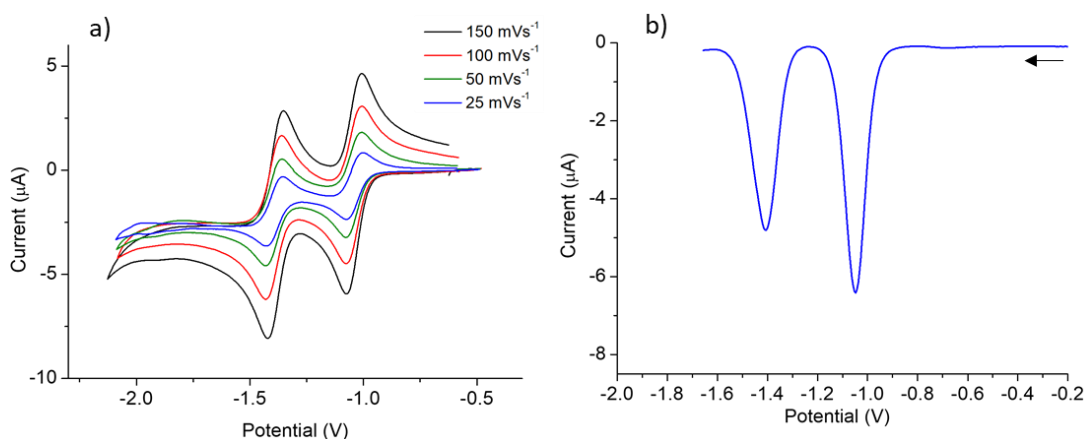 a)
150 mVs⁻¹
100 mVs⁻¹
50 mVs⁻¹
25 mVs⁻¹
5
0
-5
-10
Current (μA)
-2.0 -1.5 -1.0 -0.5
Potential (V)
b)
0
-2
-4
-6
-8
Current (μA)
-2.0 -1.8 -1.6 -1.4 -1.2 -1.0 -0.8 -0.6 -0.4 -0.2
Potential (V)